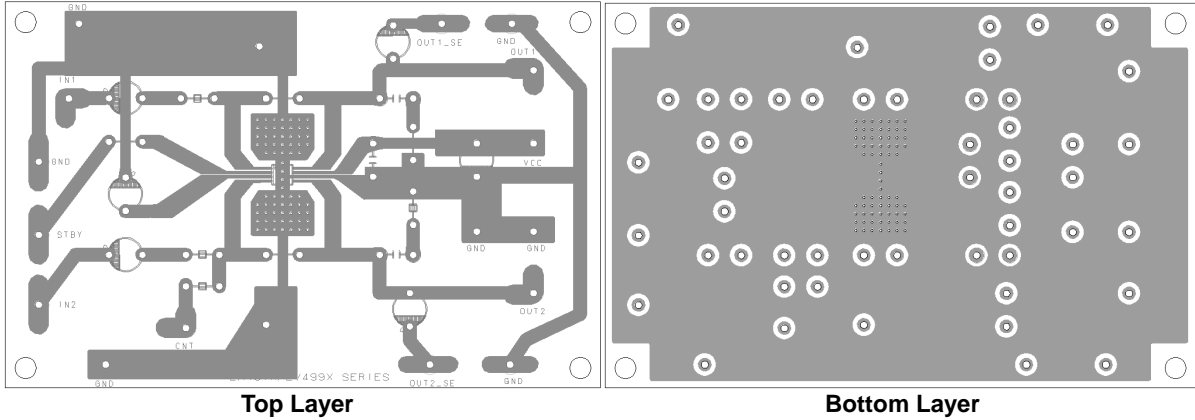 GND
OUT1_SE
GND
OUT1
IN1
GND
VCC
STBY
GND
GND
IN2
OUT2
CNT
GND
SERIES
OUT2_SE
GND
Top Layer
Bottom Layer